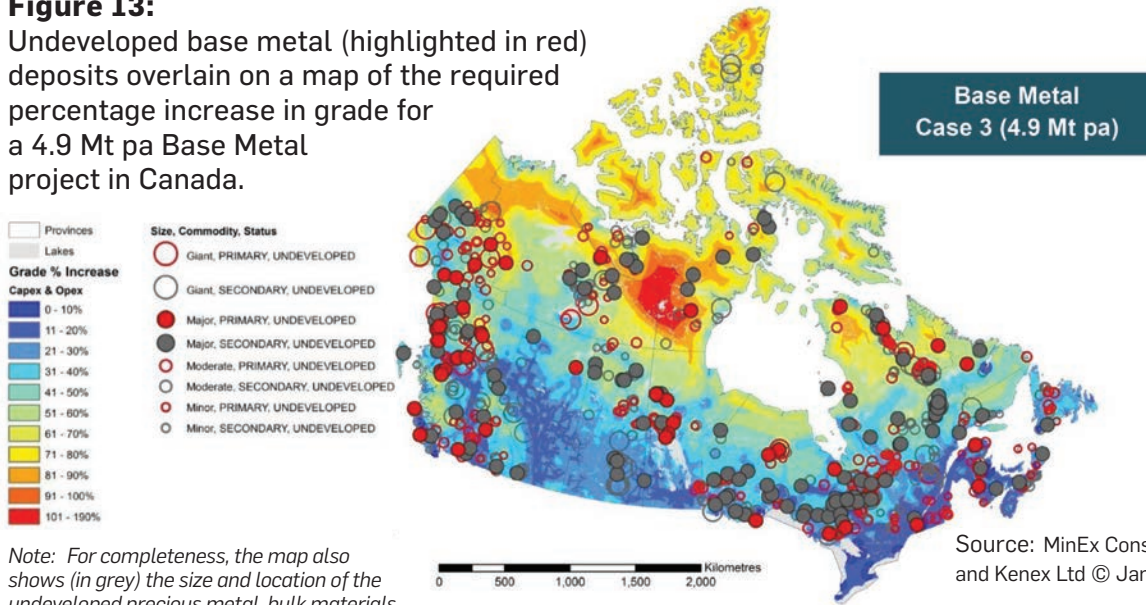 Figure 13:
Undeveloped base metal (highlighted in red)
deposits overlain on a map of the required
percentage increase in grade for
a 4.9 Mt pa Base Metal
project in Canada.
Base Metal
Case 3 (4.9 Mt pa)
Provinces
Lakes
Grade % Increase
Capex & Opex
0 - 10%
11 - 20%
21 - 30%
31 - 40%
41 - 50%
51 - 60%
61 - 70%
71 - 80%
81 - 90%
91 - 100%
101 - 190%
Size, Commodity, Status
Giant, PRIMARY, UNDEVELOPED
Giant, SECONDARY, UNDEVELOPED
Major, PRIMARY, UNDEVELOPED
Major, SECONDARY, UNDEVELOPED
Moderate, PRIMARY, UNDEVELOPED
Moderate, SECONDARY, UNDEVELOPED
Minor, PRIMARY, UNDEVELOPED
Minor, SECONDARY, UNDEVELOPED
Note: For completeness, the map also
shows (in grey) the size and location of the
undeveloped precious metal, bulk materials
Kilometres
0 500 1,000 1,500 2,000
Source: MinEx Cons
and Kenex Ltd © Jar